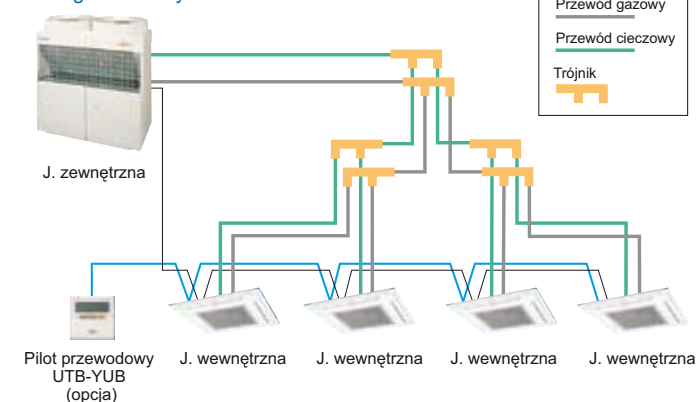 Przewód gazowy
Przewód cieczowy
Trójnik
J. zewnętrzna
Pilot przewodowy
UTB-YUB
(opcja)
J. wewnętrzna
J. wewnętrzna
J. wewnętrzna
J. wewnętrzna